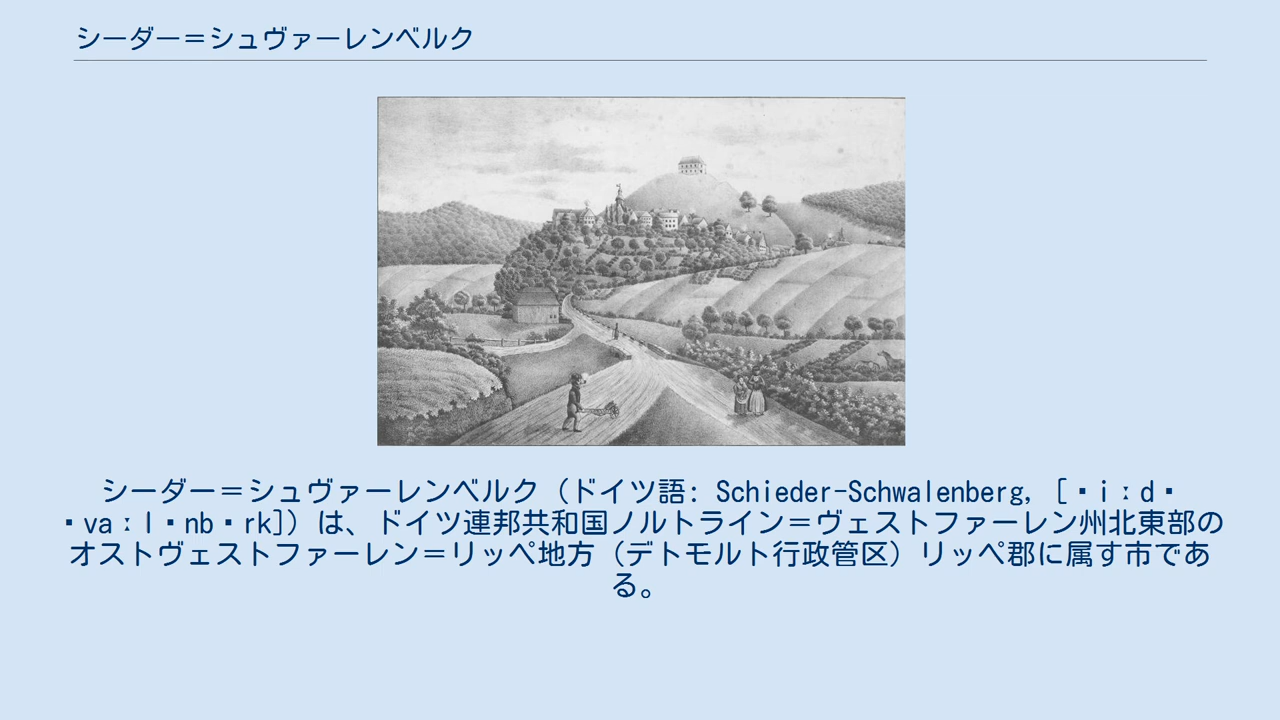 シーダー＝シュヴァーレンベルク
シーダー＝シュヴァーレンベルク（ドイツ語: Schieder-Schwalenberg, [▪iːd▪
▪vaːl▪nb▪rk]）は、ドイツ連邦共和国ノルトライン＝ヴェストファーレン州北東部の
オストヴェストファーレン＝リッペ地方（デトモルト行政管区）リッペ郡に属す市であ
る。